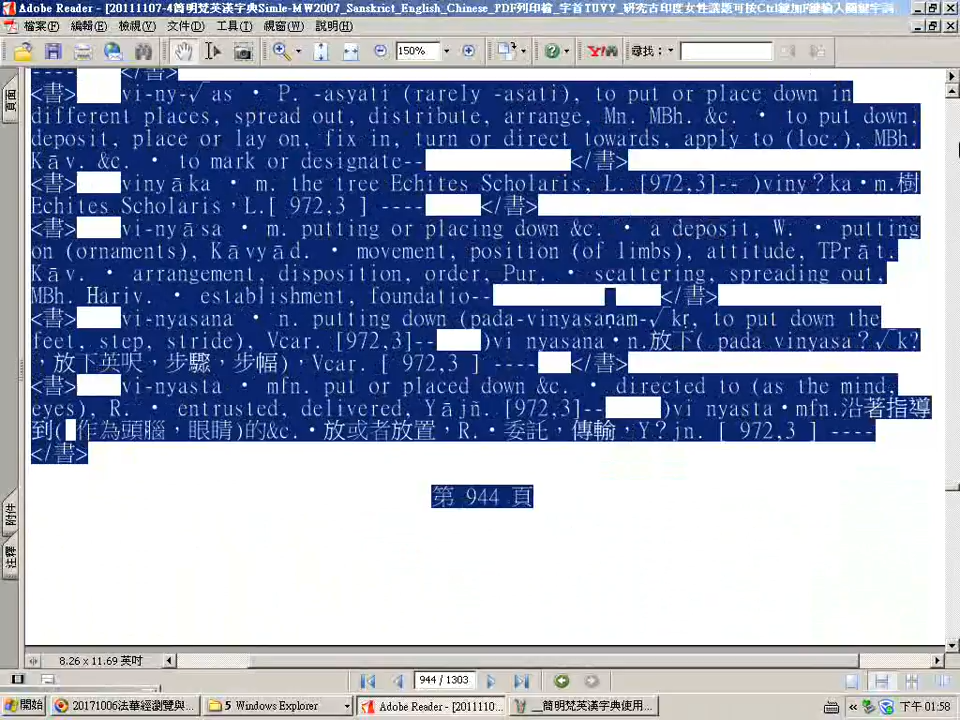 Adobe Reader - [20111107-4簡明梵英漢字典Simle-MW2007_Sanskrict_English_Chinese_PDF列印檔_字首TUVY_研究古印度女性議題可按Ctrl鍵加F鍵輸入關鍵字詞
檔案(F) 編輯(E) 檢視(V) 文件(D) 工具(T) 視窗(W) 說明(H)
150% 尋找：
頁面
---- </書>
<書> vi-ny-√as · P. -asyati (rarely -asati), to put or place down in
different places, spread out, distribute, arrange, Mn. MBh. &c. · to put down,
deposit, place or lay on, fix in, turn or direct towards, apply to (loc.), MBh.
Kāv. &c. · to mark or designate-- </書>
<書> vinyāka · m. the tree Echites Scholaris, L. [972,3]-- )viny?ka·m.樹
Echites Scholaris，L.[ 972,3 ] ---- </書>
<書> vi-nyāsa · m. putting or placing down &c. · a deposit, W. · putting
on (ornaments), Kāvyād. · movement, position (of limbs), attitude, TPrāt.
Kāv. · arrangement, disposition, order, Pur. · scattering, spreading out,
MBh. Hariv. · establishment, foundatio-- </書>
<書> vi-nyasana · n. putting down (pada-vinyasanam-√kṛ, to put down the
feet, step, stride), Vcar. [972,3]-- )vi nyasana·n.放下( pada vinyasa？√k?
，放下英呎，步驟，步幅)，Vcar. [ 972,3 ] ---- </書>
<書> vi-nyasta · mfn. put or placed down &c. · directed to (as the mind,
eyes), R. · entrusted, delivered, Yājñ. [972,3]-- )vi nyasta·mfn.沿著指導
到( 作為頭腦，眼睛)的&c.·放或者放置，R.·委託，傳輸，Y？jn. [ 972,3 ] ----
</書>
第 944 頁
附件
注釋
8.26 x 11.69 英吋
944 / 1303
開始 20171006法華經瀏覽與... 5 Windows Explorer Adobe Reader - [2011110... __簡明梵英漢字典使用... 下午 01:58